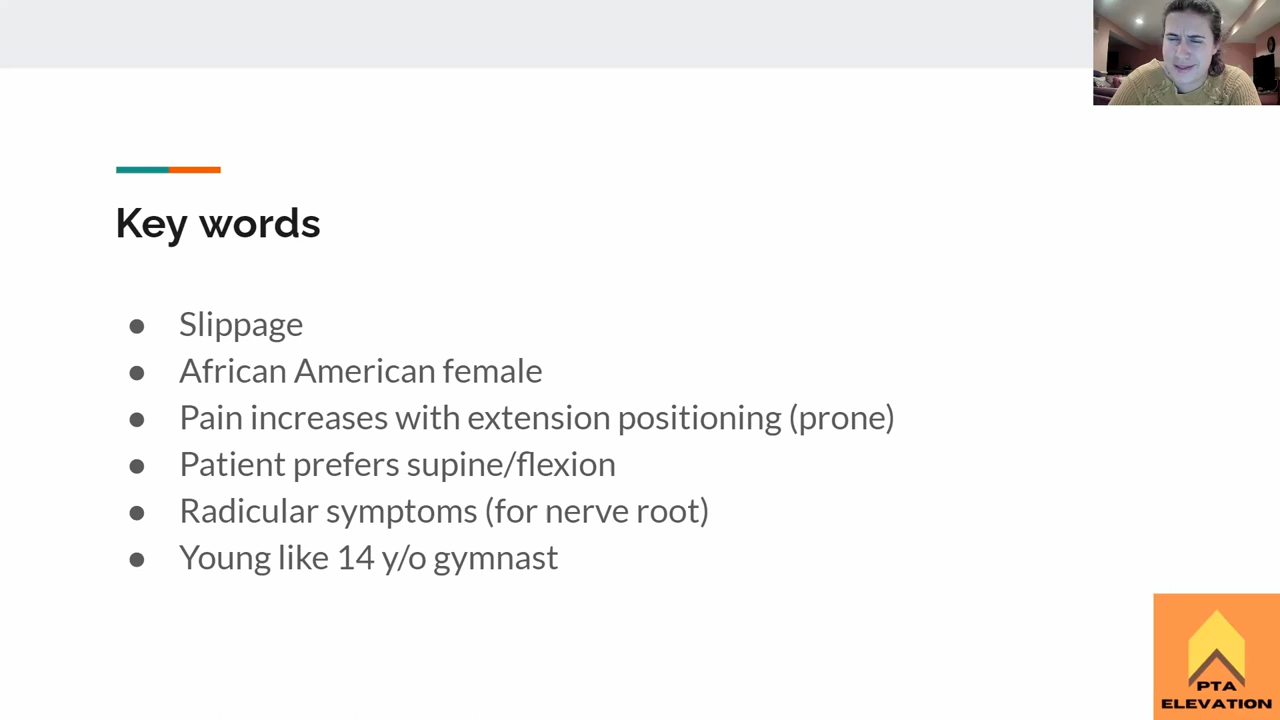 Key words
● Slippage
● African American female
● Pain increases with extension positioning (prone)
● Patient prefers supine/flexion
● Radicular symptoms (for nerve root)
● Young like 14 y/o gymnast
PTA
ELEVATION